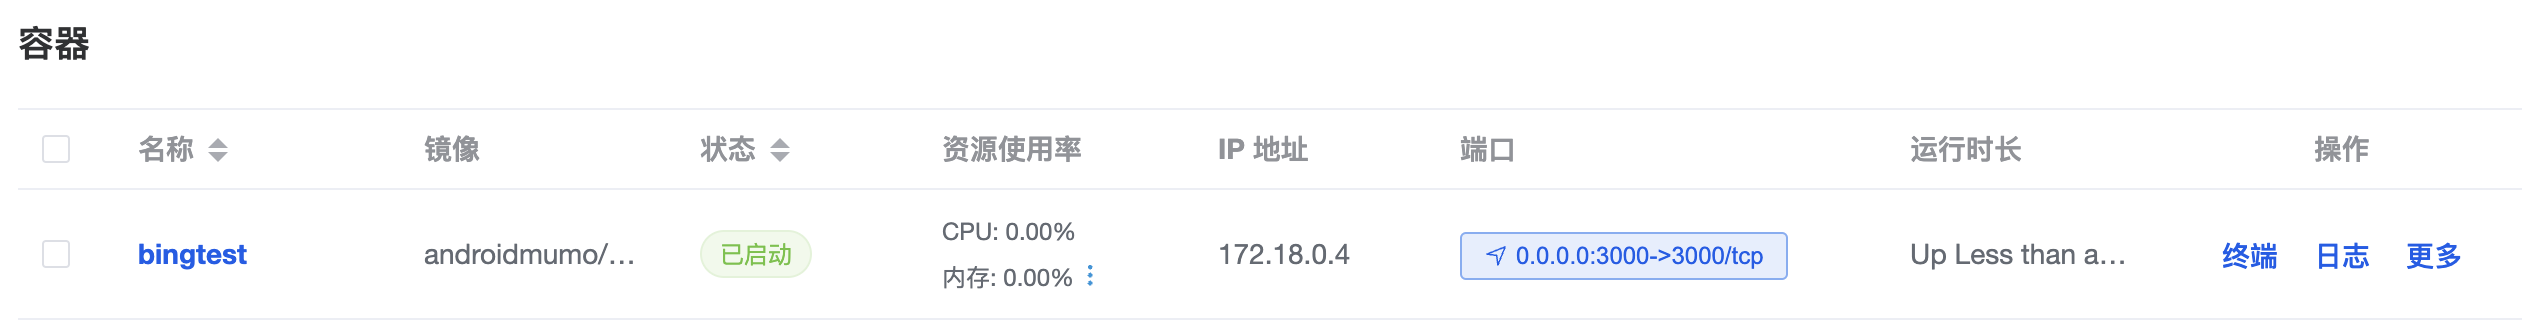 容器
名称 镜像 状态 资源使用率 IP 地址 端口 运行时长 操作
bingtest androidmumo/... 已启动 CPU: 0.00% 172.18.0.4 0.0.0.0:3000->3000/tcp Up Less than a... 终端 日志 更多
内存: 0.00%